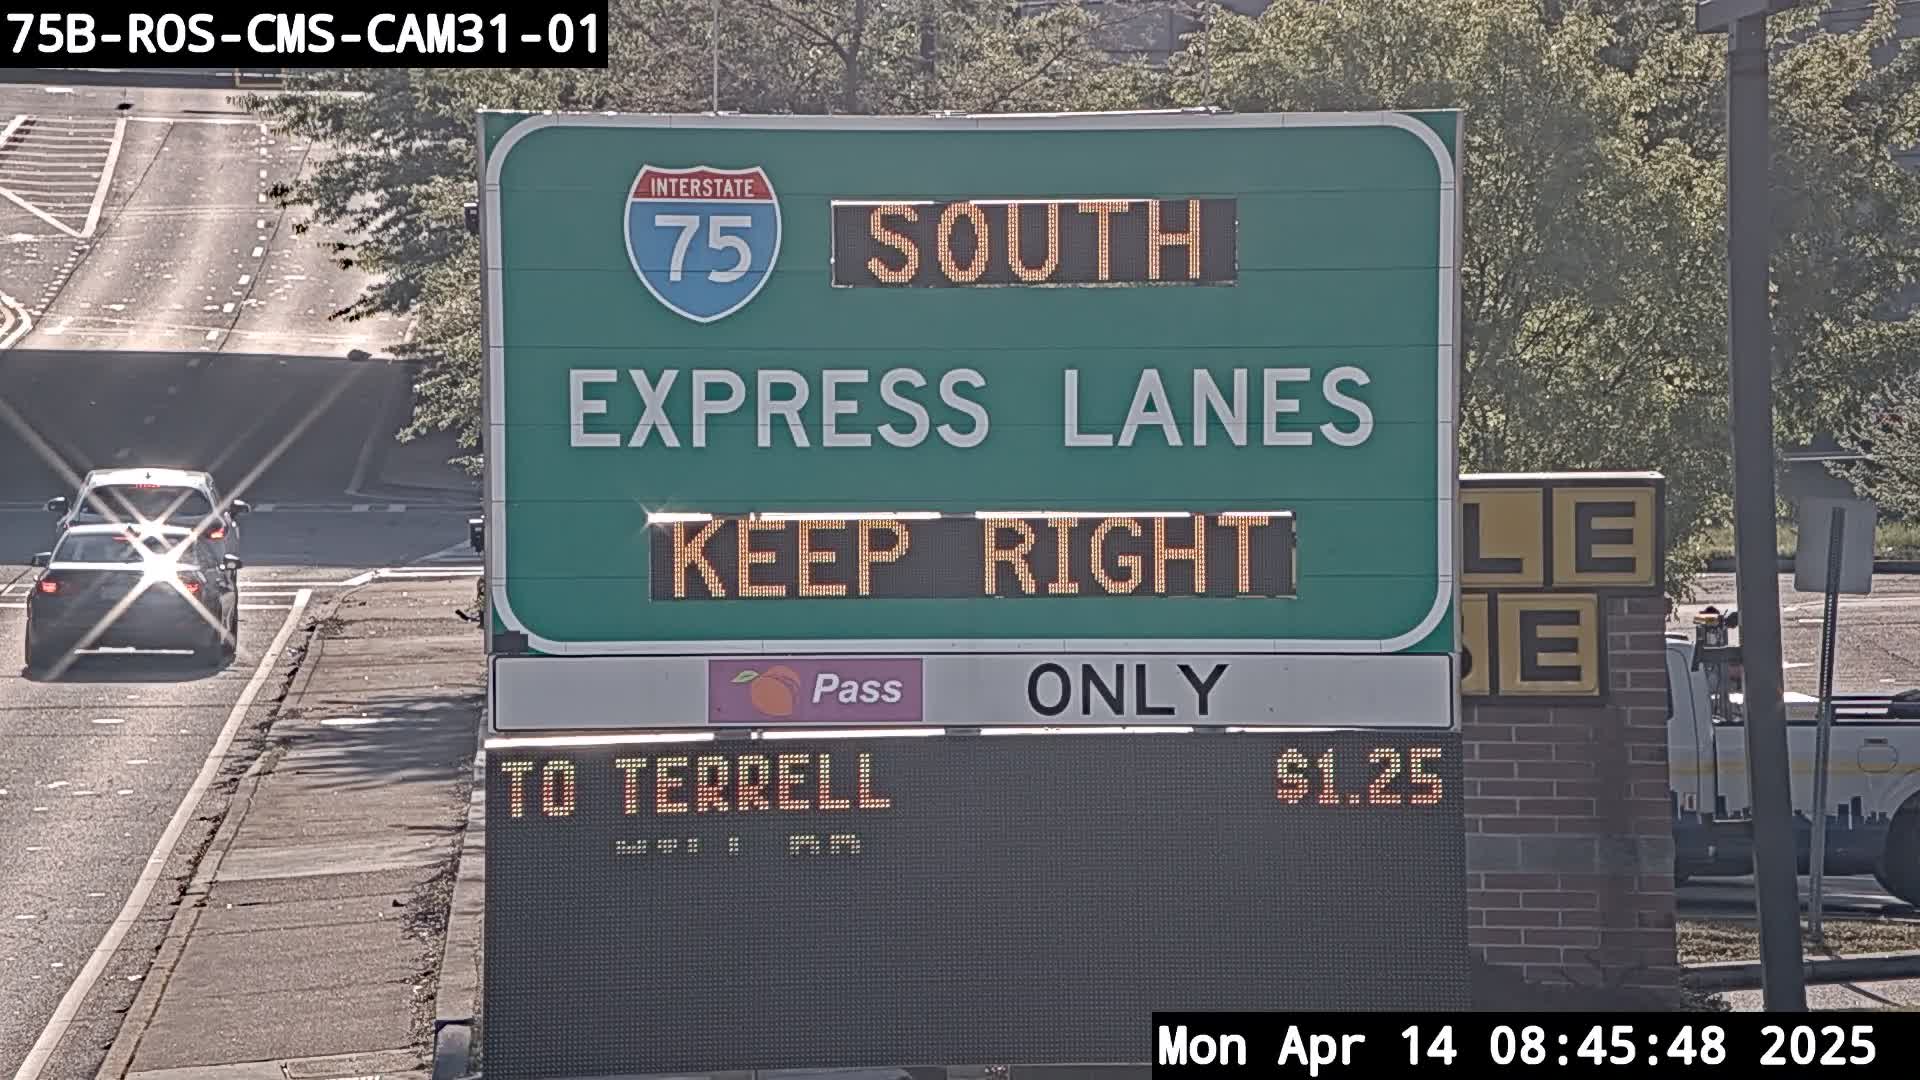 75B-ROS-CMS-CAM31-01
INTERSTATE
75
SOUTH
EXPRESS LANES
KEEP RIGHT
Pass ONLY
TO TERRELL $1.25
LE
E
Mon Apr 14 08:45:48 2025